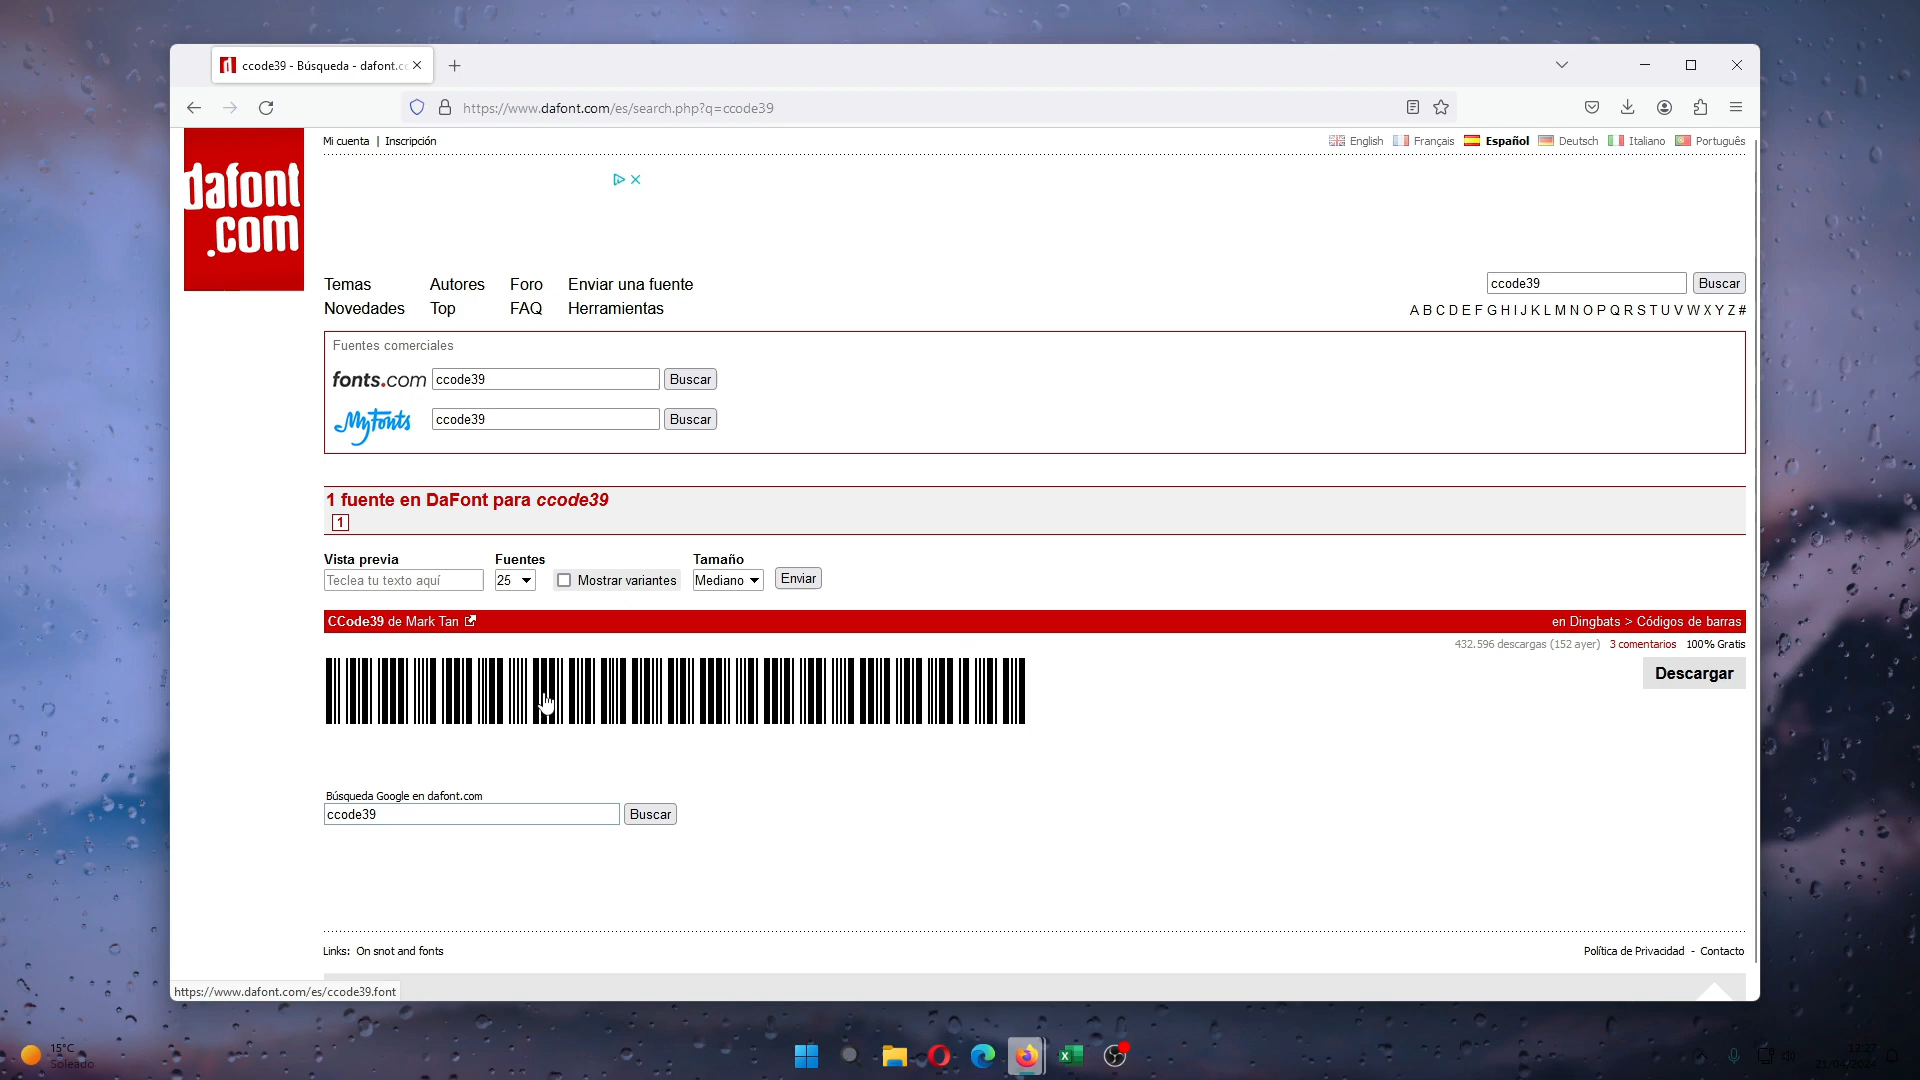 ccode39 - Búsqueda - dafont.cc
https://www.dafont.com/es/search.php?q=ccode39
dafont
.com
Mi cuenta | Inscripción
English Français Español Deutsch Italiano Português
Temas Autores Foro Enviar una fuente
ccode39 Buscar
Novedades Top FAQ Herramientas
A B C D E F G H I J K L M N O P Q R S T U V W X Y Z #
Fuentes comerciales
fonts.com ccode39 Buscar
MyFonts ccode39 Buscar
1 fuente en DaFont para ccode39
1
Vista previa Fuentes Tamaño
Teclea tu texto aquí 25 Mostrar variantes Mediano Enviar
CCode39 de Mark Tan en Dingbats > Códigos de barras
432.596 descargas (152 ayer) 3 comentarios 100% Gratis
Descargar
Búsqueda Google en dafont.com
ccode39 Buscar
Links: On snot and fonts Política de Privacidad - Contacto
https://www.dafont.com/es/ccode39.font
15°C
Soleado